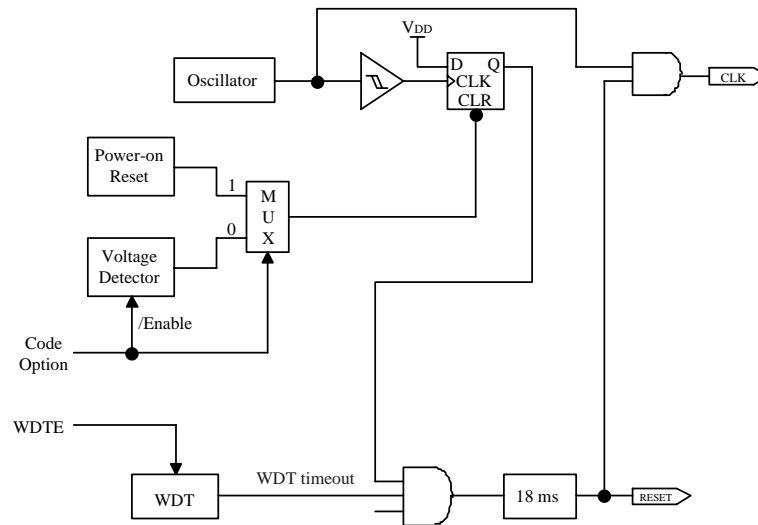 VDD
Oscillator
D Q
CLK
CLR
CLK
Power-on
Reset
1
M
U
X
0
Voltage
Detector
/Enable
Code
Option
WDTE
WDT
WDT timeout
18 ms
RESET